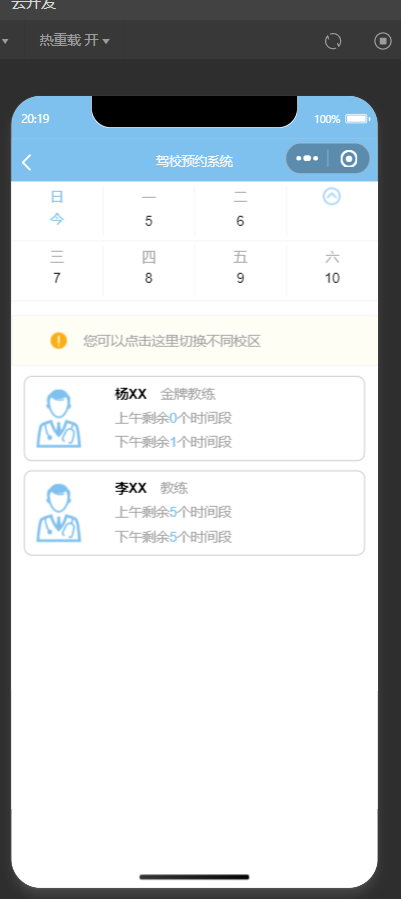 云开发
热重载 开
20:19
100%
驾校预约系统
日 一 二
今 5 6
三 四 五 六
7 8 9 10
您可以点击这里切换不同校区
杨XX 金牌教练
上午剩余0个时间段
下午剩余1个时间段
李XX 教练
上午剩余5个时间段
下午剩余5个时间段